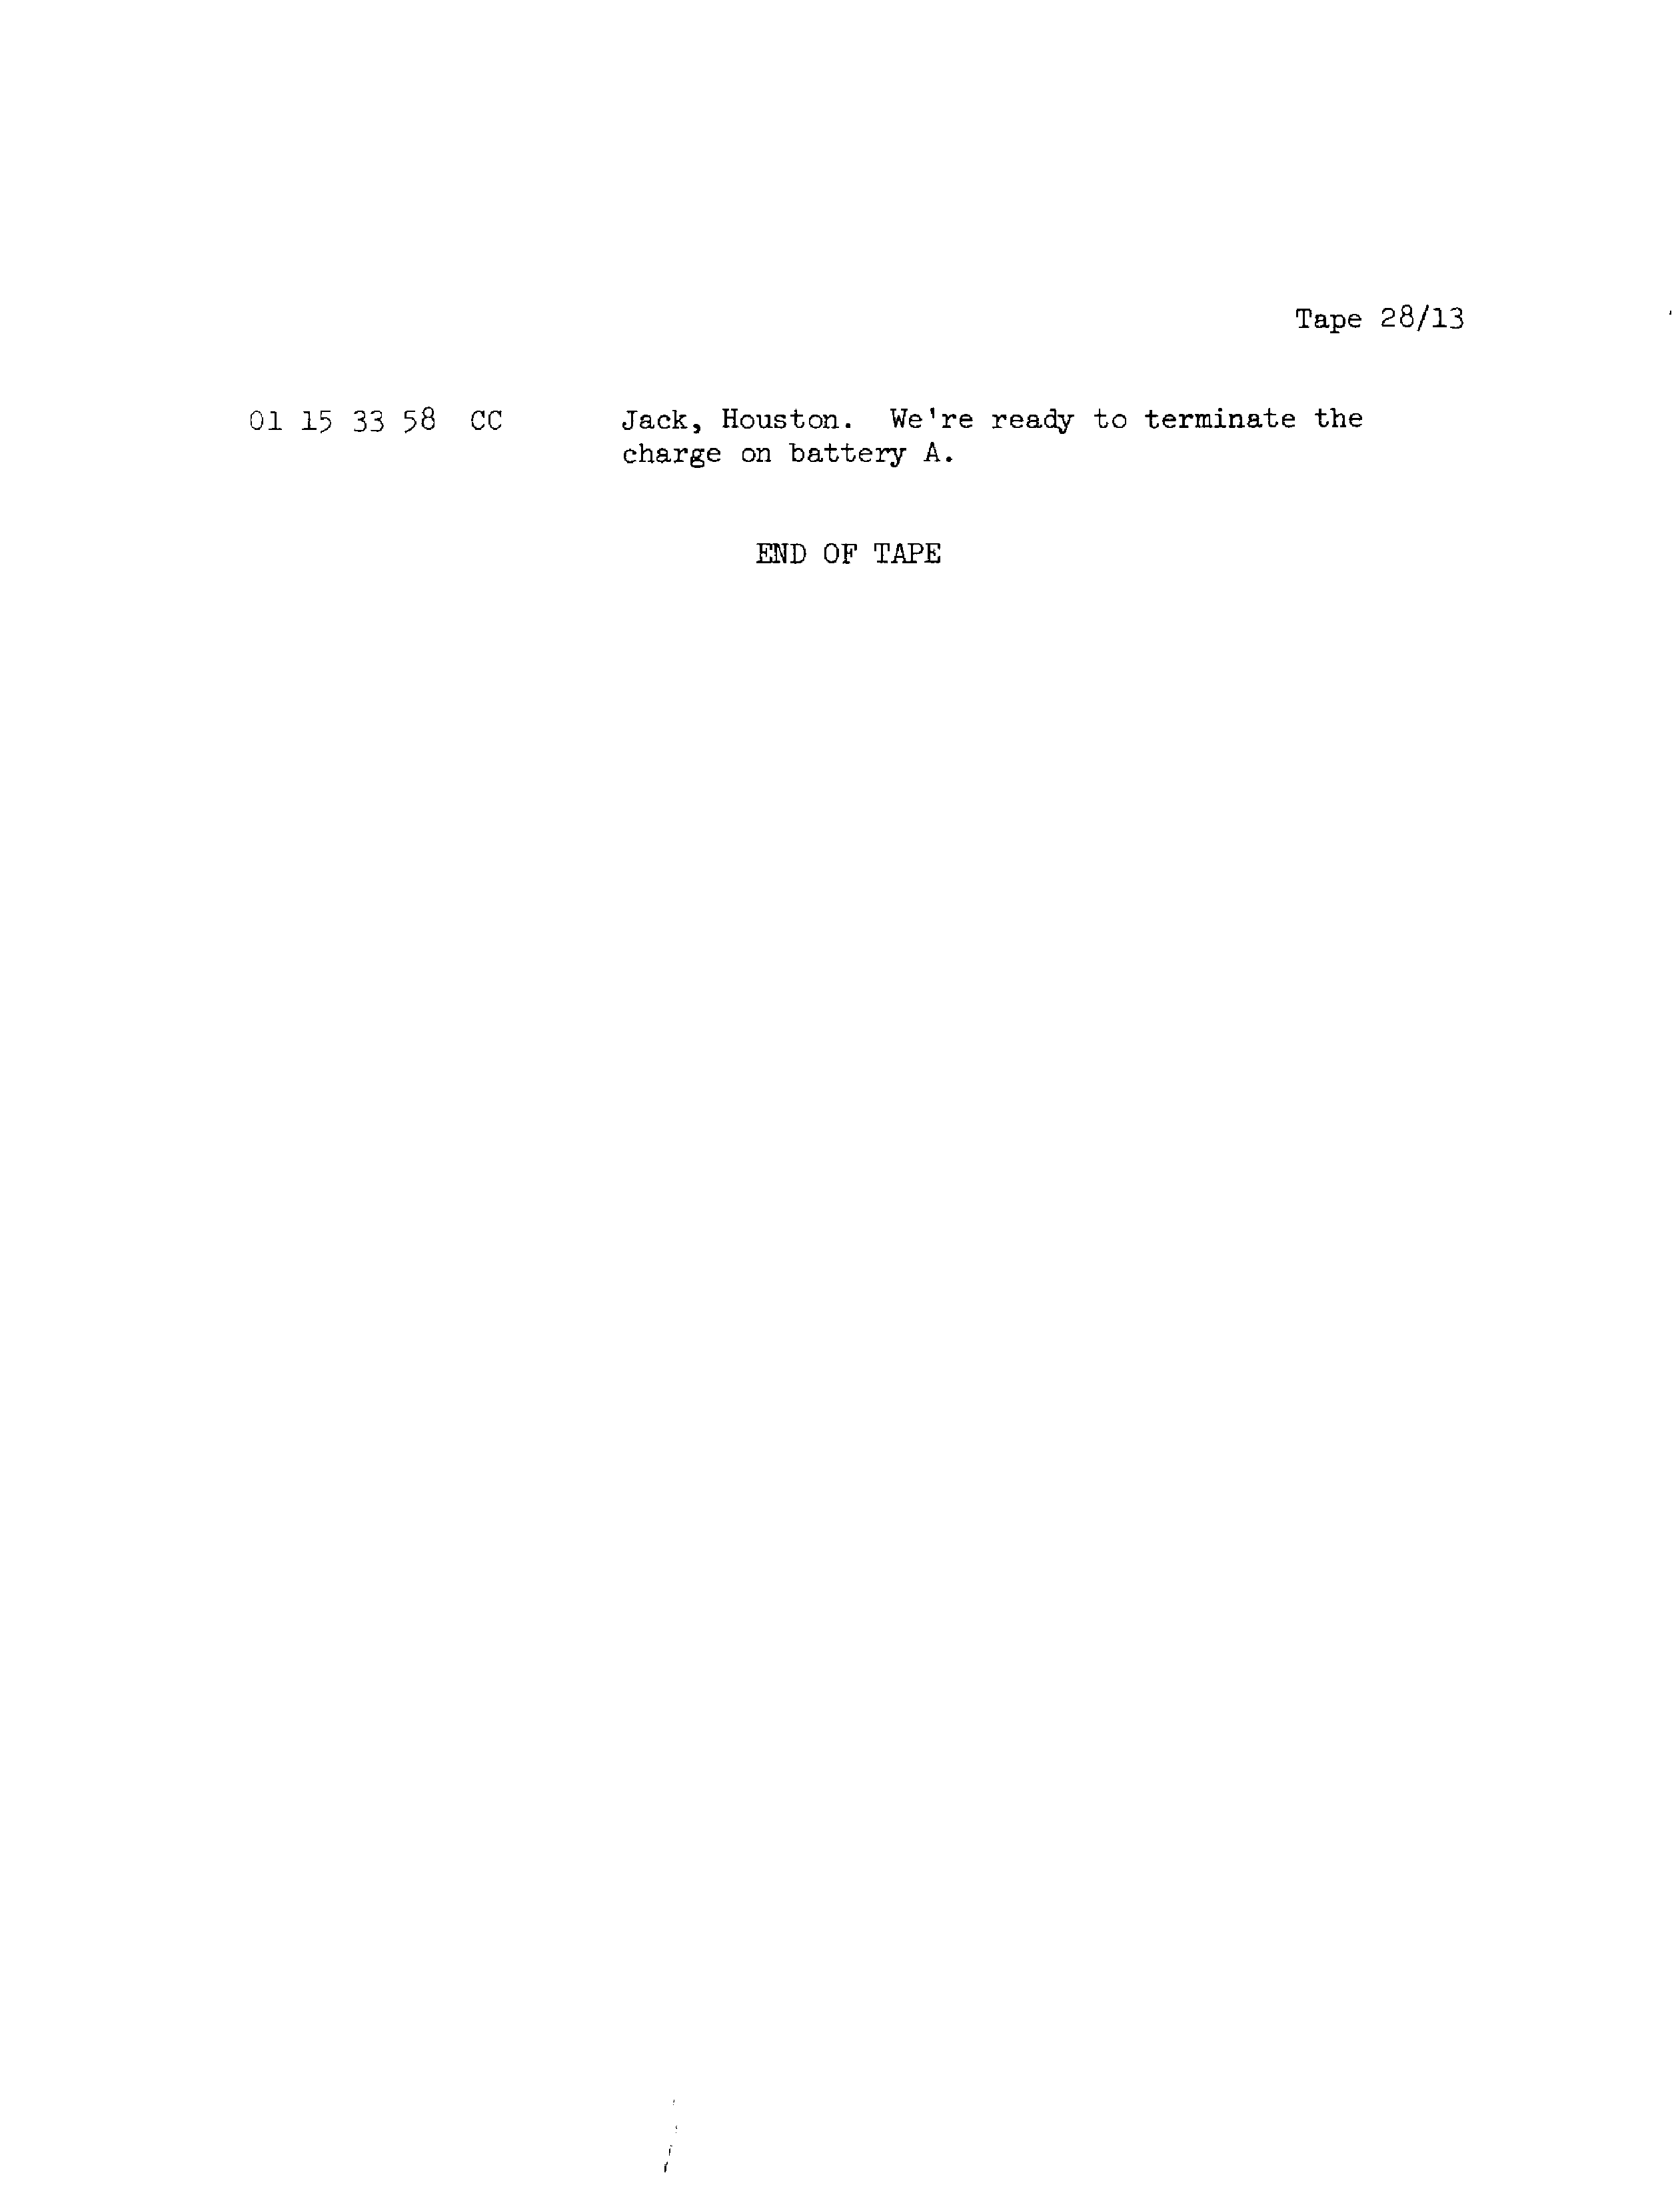 Tape 28/13
01 15 33 58 CC Jack, Houston. We're ready to terminate the
charge on battery A.
END OF TAPE